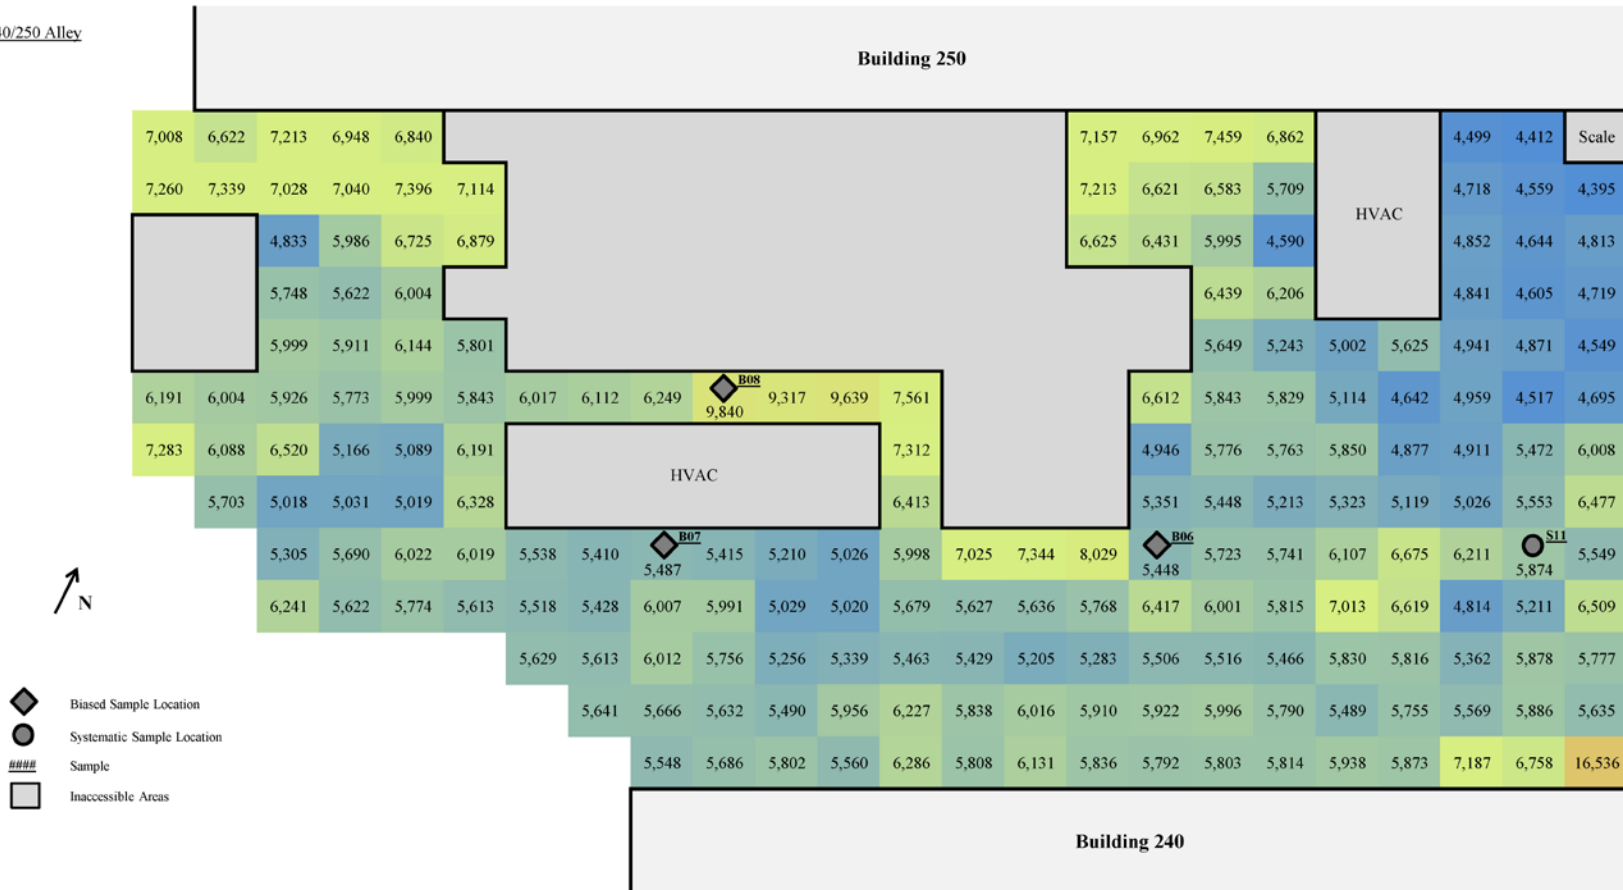 40/250 Alley
Building 250
7,008 6,622 7,213 6,948 6,840 7,157 6,962 7,459 6,862 4,499 4,412 Scale
7,260 7,339 7,028 7,040 7,396 7,114 7,213 6,621 6,583 5,709 4,718 4,559 4,395
HVAC
4,833 5,986 6,725 6,879 6,625 6,431 5,995 4,590 4,852 4,644 4,813
5,748 5,622 6,004 6,439 6,206 4,841 4,605 4,719
5,999 5,911 6,144 5,801 5,649 5,243 5,002 5,625 4,941 4,871 4,549
B08
6,191 6,004 5,926 5,773 5,999 5,843 6,017 6,112 6,249 9,840 9,317 9,639 7,561 6,612 5,843 5,829 5,114 4,642 4,959 4,517 4,695
7,283 6,088 6,520 5,166 5,089 6,191 7,312 4,946 5,776 5,763 5,850 4,877 4,911 5,472 6,008
HVAC
5,703 5,018 5,031 5,019 6,328 6,413 5,351 5,448 5,213 5,323 5,119 5,026 5,553 6,477
B07 B06 S11
5,305 5,690 6,022 6,019 5,538 5,410 5,487 5,415 5,210 5,026 5,998 7,025 7,344 8,029 5,448 5,723 5,741 6,107 6,675 6,211 5,874 5,549
N
6,241 5,622 5,774 5,613 5,518 5,428 6,007 5,991 5,029 5,020 5,679 5,627 5,636 5,768 6,417 6,001 5,815 7,013 6,619 4,814 5,211 6,509
5,629 5,613 6,012 5,756 5,256 5,339 5,463 5,429 5,205 5,283 5,506 5,516 5,466 5,830 5,816 5,362 5,878 5,777
5,641 5,666 5,632 5,490 5,956 6,227 5,838 6,016 5,910 5,922 5,996 5,790 5,489 5,755 5,569 5,886 5,635
5,548 5,686 5,802 5,560 6,286 5,808 6,131 5,836 5,792 5,803 5,814 5,938 5,873 7,187 6,758 16,536
Biased Sample Location
Systematic Sample Location
#### Sample
Inaccessible Areas
Building 240